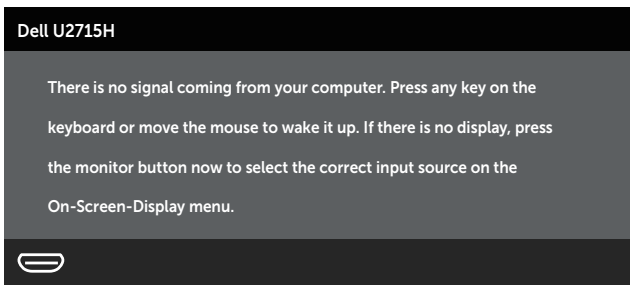 Dell U2715H
There is no signal coming from your computer. Press any key on the
keyboard or move the mouse to wake it up. If there is no display, press
the monitor button now to select the correct input source on the
On-Screen-Display menu.